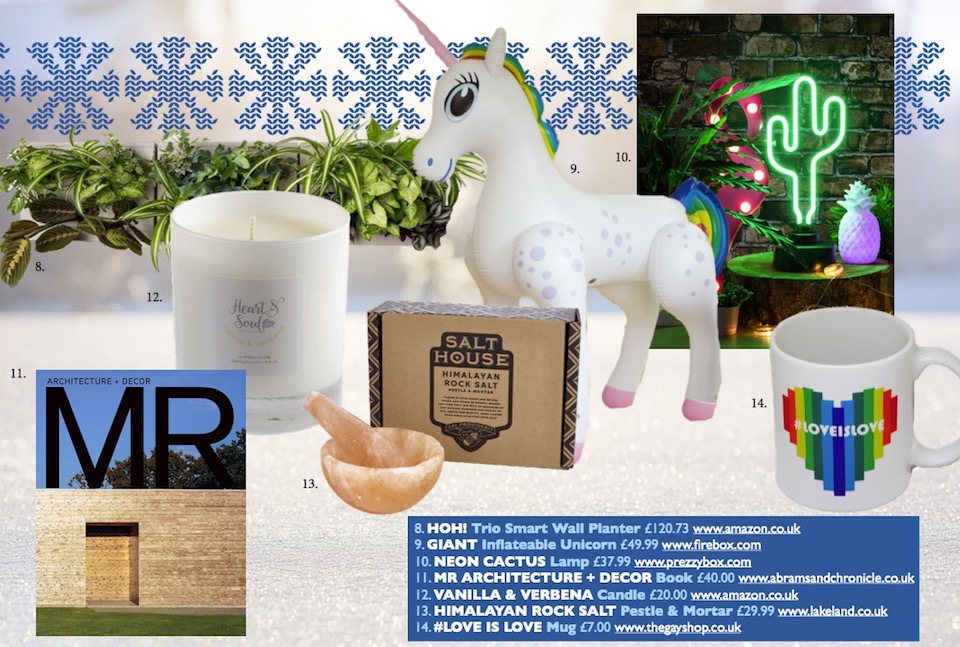 9.
10.
8.
12.
Heart &
Soul
vanilla & verbena
scented candle
SALT
HOUSE
HIMALAYAN
ROCK SALT
PESTLE & MORTAR
11.
ARCHITECTURE + DECOR
MR
14.
#LOVEISLOVE
13.
8. HOH! Trio Smart Wall Planter £120.73 www.amazon.co.uk
9. GIANT Inflateable Unicorn £49.99 www.firebox.com
10. NEON CACTUS Lamp £37.99 www.prezzybox.com
11. MR ARCHITECTURE + DECOR Book £40.00 www.abramsandchronicle.co.uk
12. VANILLA & VERBENA Candle £20.00 www.amazon.co.uk
13. HIMALAYAN ROCK SALT Pestle & Mortar £29.99 www.lakeland.co.uk
14. #LOVE IS LOVE Mug £7.00 www.thegayshop.co.uk